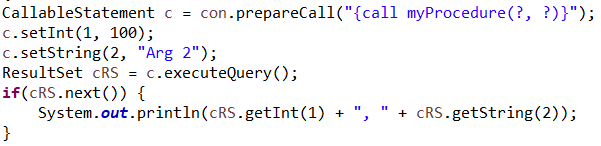 CallableStatement c = con.prepareCall("{call myProcedure(?, ?)}");
c.setInt(1, 100);
c.setString(2, "Arg 2");
ResultSet cRS = c.executeQuery();
if(cRS.next()) {
    System.out.println(cRS.getInt(1) + ", " + cRS.getString(2));
}